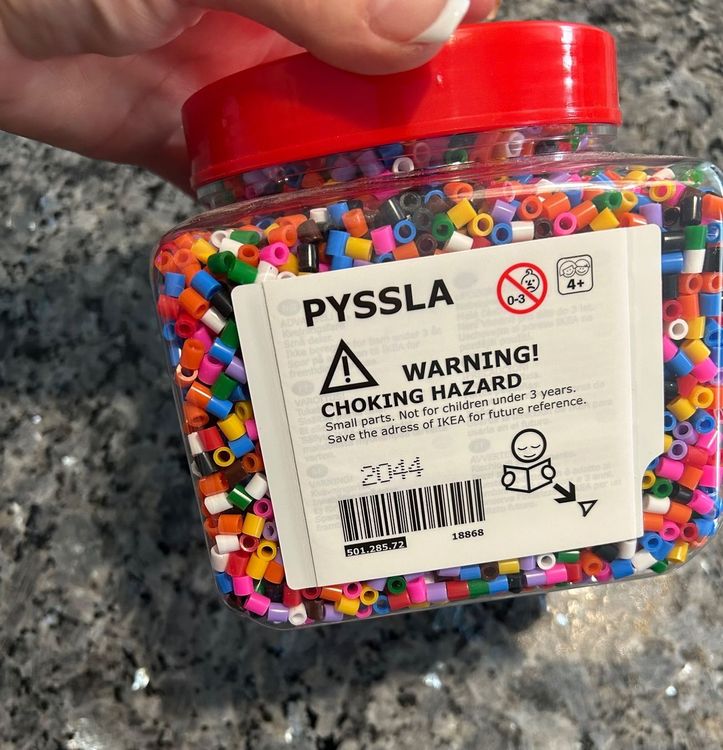 PYSSLA
0-3
4+
WARNING!
CHOKING HAZARD
Small parts. Not for children under 3 years.
Save the adress of IKEA for future reference.
2044
501.285.72
18868